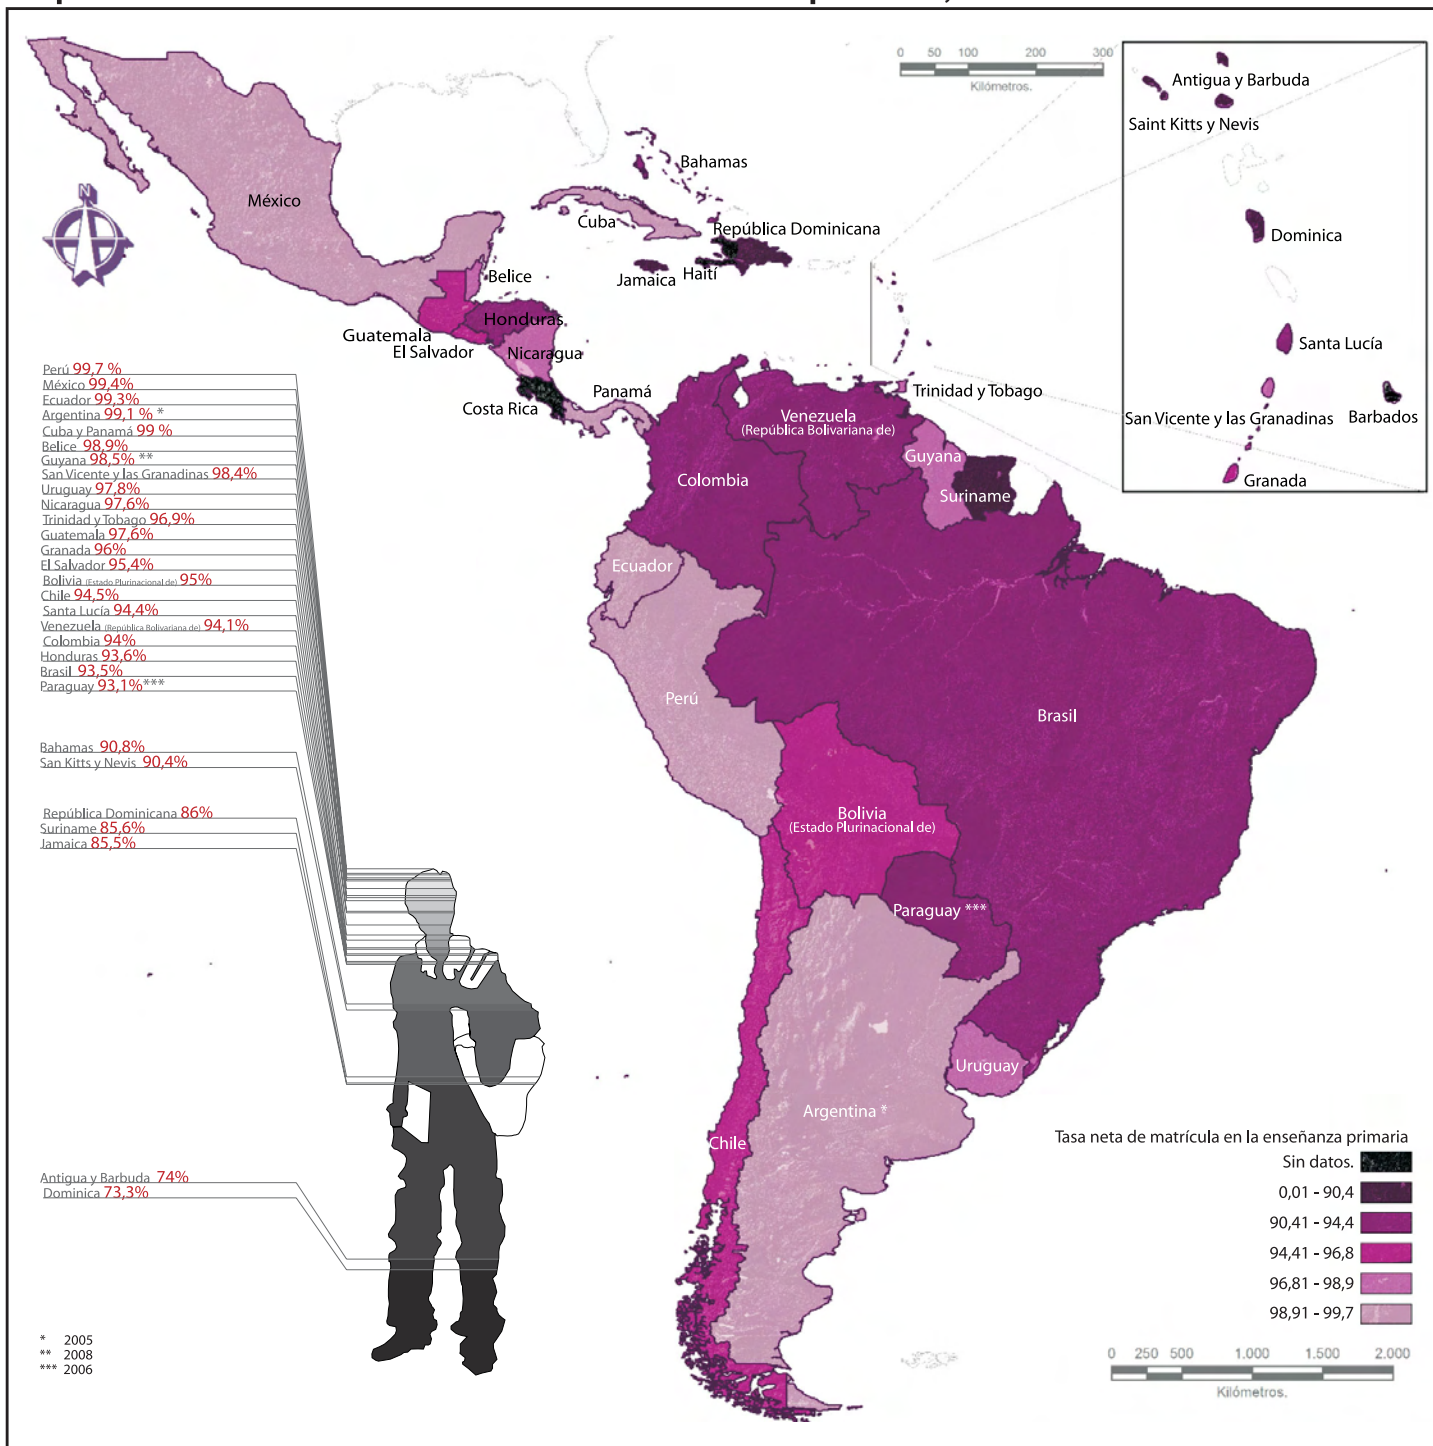 0 50 100 200 300
Kilómetros.
Antigua y Barbuda
Saint Kitts y Nevis
Dominica
Santa Lucía
San Vicente y las Granadinas
Barbados
Granada
N
México
Bahamas
Cuba
República Dominicana
Jamaica
Haití
Belice
Honduras
Guatemala
El Salvador
Nicaragua
Costa Rica
Panamá
Trinidad y Tobago
Venezuela
(República Bolivariana de)
Guyana
Suriname
Colombia
Ecuador
Perú
Brasil
Bolivia
(Estado Plurinacional de)
Paraguay ***
Uruguay
Argentina *
Chile
Perú 99,7 %
México 99,4%
Ecuador 99,3%
Argentina 99,1 % *
Cuba y Panamá 99 %
Belice 98,9%
Guyana 98,5% **
San Vicente y las Granadinas 98,4%
Uruguay 97,8%
Nicaragua 97,6%
Trinidad y Tobago 96,9%
Guatemala 97,6%
Granada 96%
El Salvador 95,4%
Bolivia (Estado Plurinacional de) 95%
Chile 94,5%
Santa Lucía 94,4%
Venezuela (República Bolivariana de) 94,1%
Colombia 94%
Honduras 93,6%
Brasil 93,5%
Paraguay 93,1%***
Bahamas 90,8%
San Kitts y Nevis 90,4%
República Dominicana 86%
Suriname 85,6%
Jamaica 85,5%
Antigua y Barbuda 74%
Dominica 73,3%
* 2005
** 2008
*** 2006
Tasa neta de matrícula en la enseñanza primaria
Sin datos.
0,01 - 90,4
90,41 - 94,4
94,41 - 96,8
96,81 - 98,9
98,91 - 99,7
0 250 500 1.000 1.500 2.000
Kilómetros.